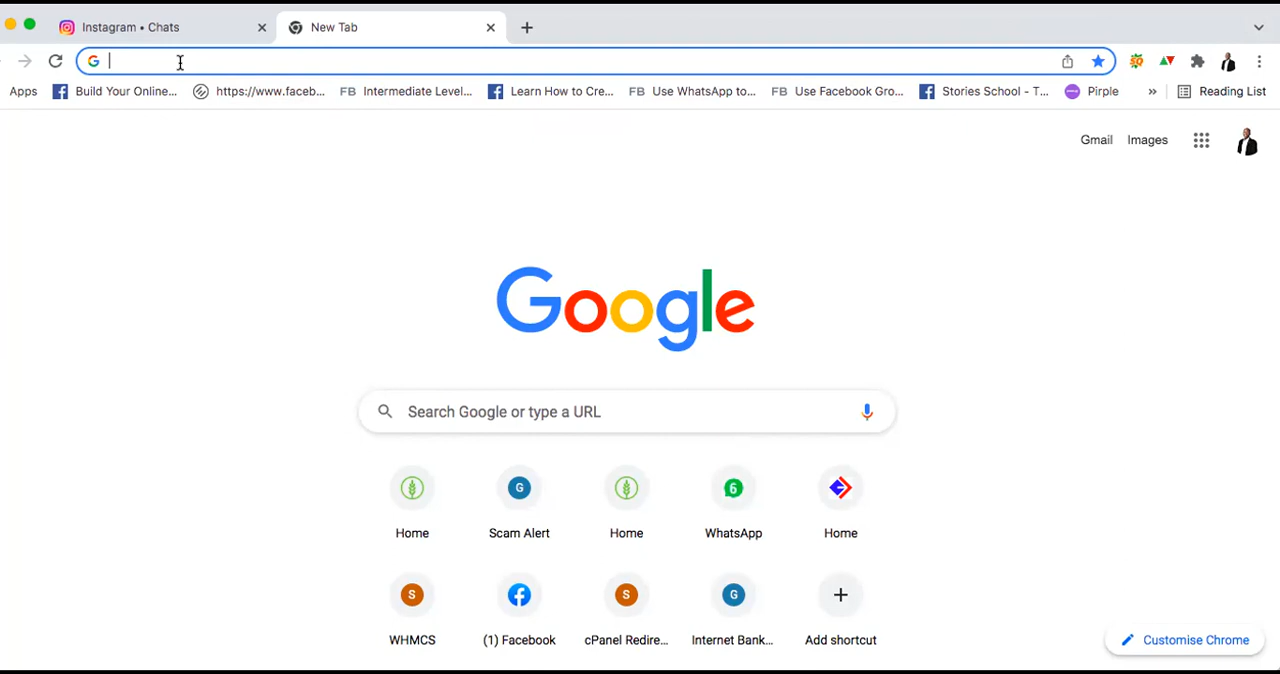 Instagram • Chats
New Tab
Apps
Build Your Online...
https://www.faceb...
FB Intermediate Level...
Learn How to Cre...
FB Use WhatsApp to...
FB Use Facebook Gro...
Stories School - T...
Pirple
»
Reading List
Gmail Images
Google
Search Google or type a URL
Home
G Scam Alert
Home
6 WhatsApp
Home
S WHMCS
(1) Facebook
S cPanel Redire...
G Internet Bank...
Add shortcut
Customise Chrome